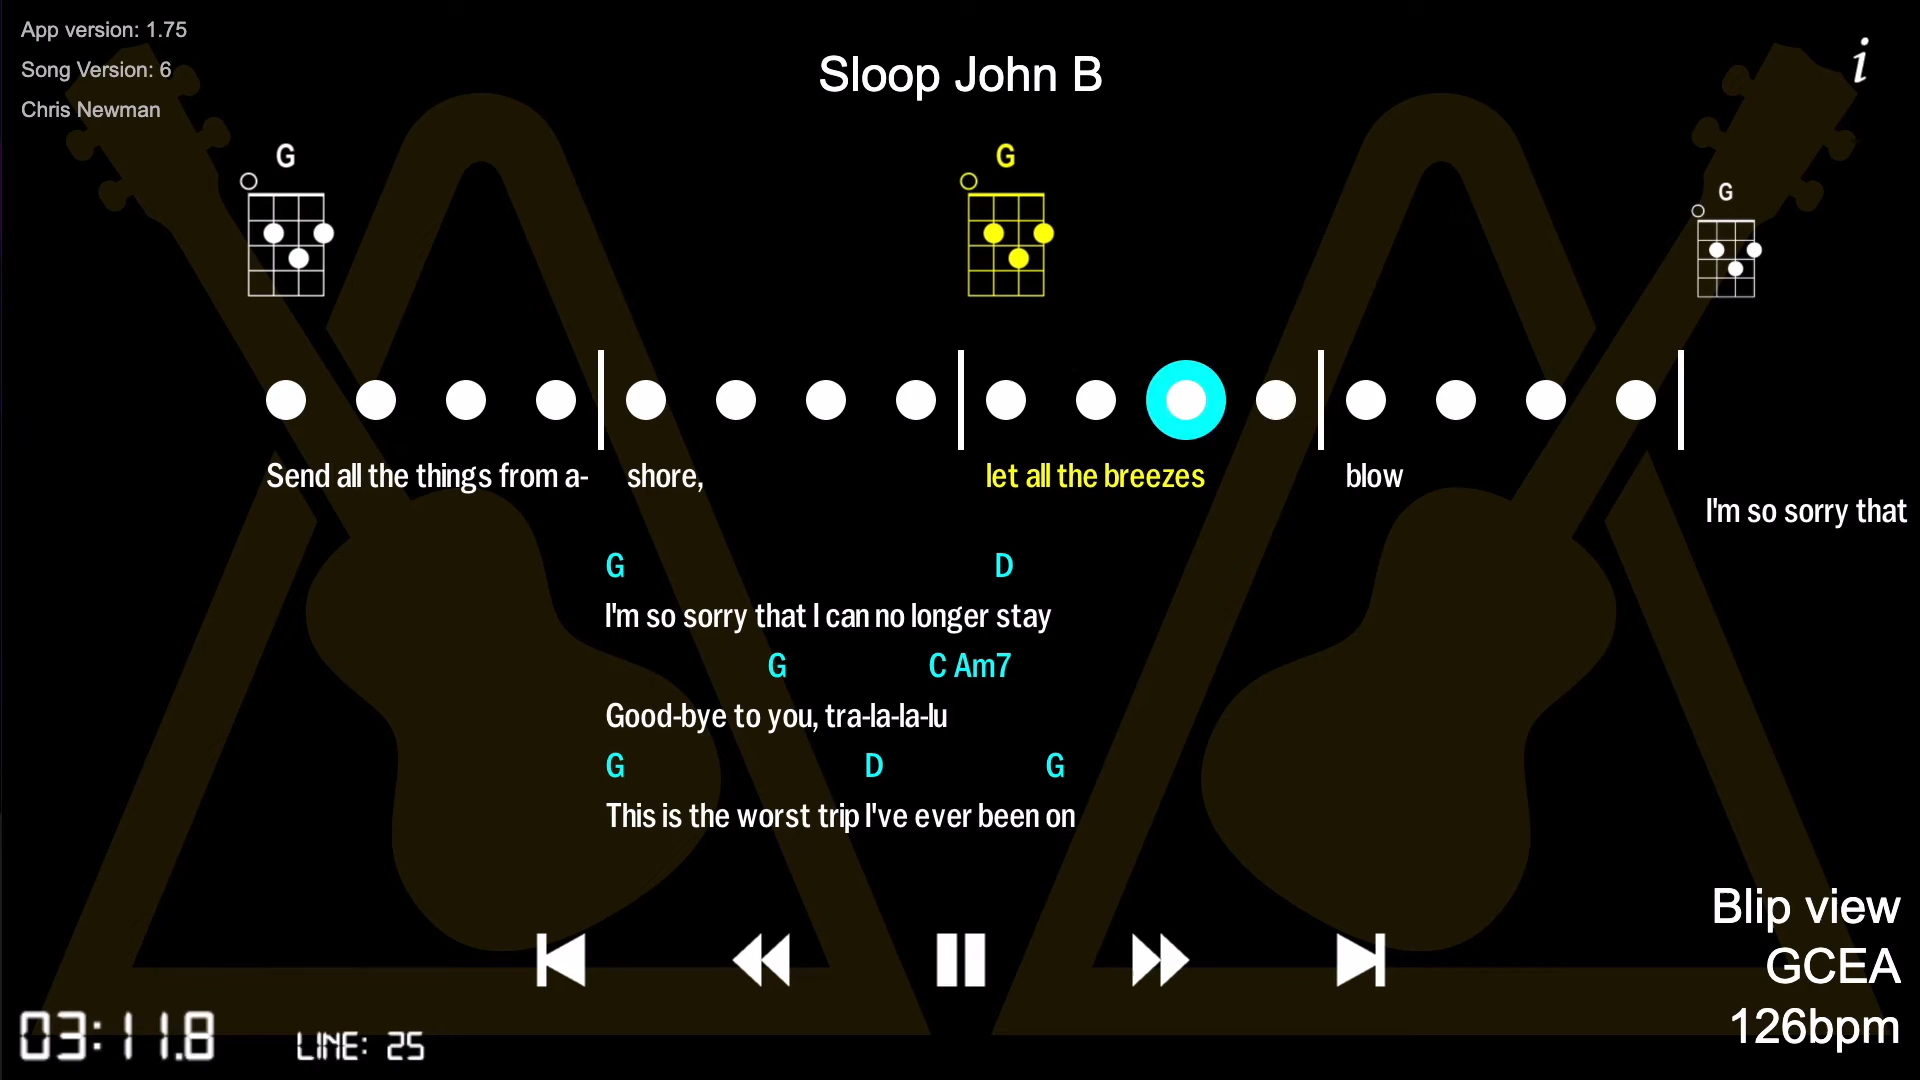 App version: 1.75
Song Version: 6
Chris Newman
Sloop John B
i
G G G
Send all the things from a- shore, let all the breezes blow
I'm so sorry that
G D
I'm so sorry that I can no longer stay
G C Am7
Good-bye to you, tra-la-la-lu
G D G
This is the worst trip I've ever been on
Blip view
GCEA
126bpm
03:11.8 LINE: 25